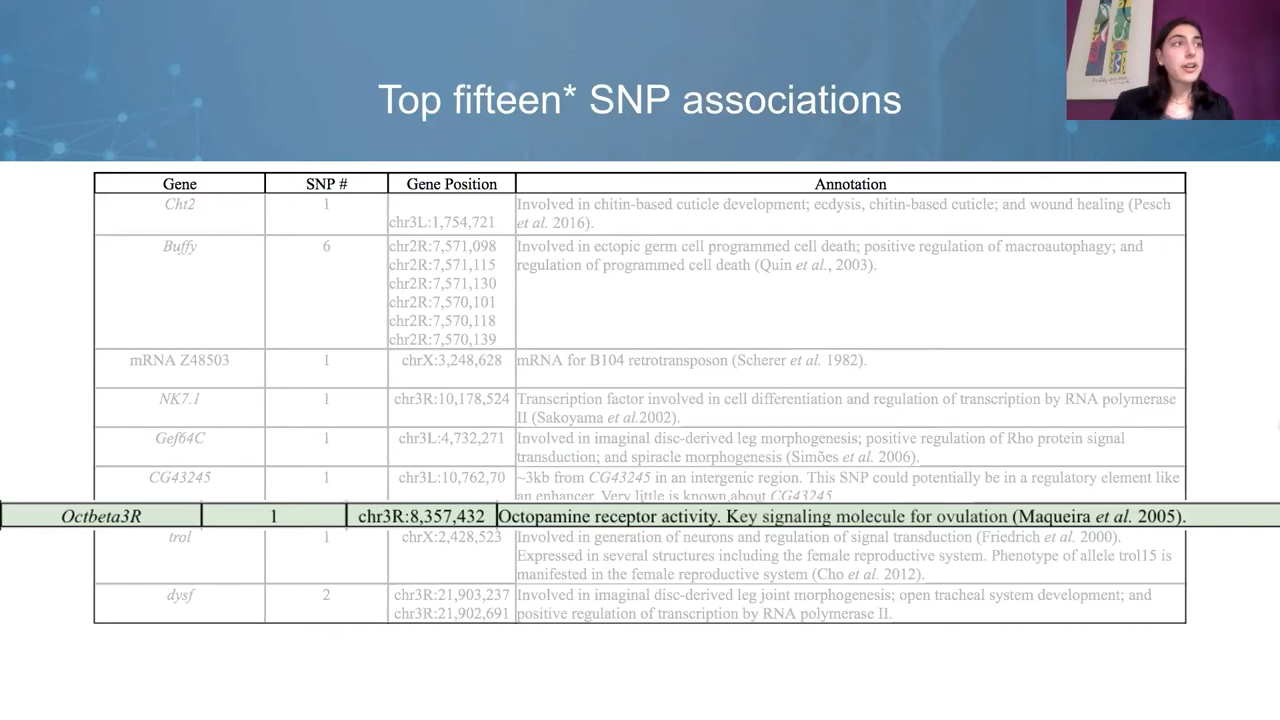 Top fifteen* SNP associations
Gene SNP # Gene Position Annotation
Cht2 1 chr3L:1,754,721 Involved in chitin-based cuticle development; ecdysis, chitin-based cuticle; and wound healing (Pesch
et al. 2016).
Buffy 6 chr2R:7,571,098 Involved in ectopic germ cell programmed cell death; positive regulation of macroautophagy; and
chr2R:7,571,115 regulation of programmed cell death (Quin et al., 2003).
chr2R:7,571,130
chr2R:7,570,101
chr2R:7,570,118
chr2R:7,570,139
mRNA Z48503 1 chrX:3,248,628 mRNA for B104 retrotransposon (Scherer et al. 1982).
NK7.1 1 chr3R:10,178,524 Transcription factor involved in cell differentiation and regulation of transcription by RNA polymerase
II (Sakoyama et al.2002).
Gef64C 1 chr3L:4,732,271 Involved in imaginal disc-derived leg morphogenesis; positive regulation of Rho protein signal
transduction; and spiracle morphogenesis (Simões et al. 2006).
CG43245 1 chr3L:10,762,70 ~3kb from CG43245 in an intergenic region. This SNP could potentially be in a regulatory element like
an enhancer. Very little is known about CG43245
Octbeta3R 1 chr3R:8,357,432 Octopamine receptor activity. Key signaling molecule for ovulation (Maqueira et al. 2005).
trol 1 chrX:2,428,523 Involved in generation of neurons and regulation of signal transduction (Friedrich et al. 2000).
Expressed in several structures including the female reproductive system. Phenotype of allele trol15 is
manifested in the female reproductive system (Cho et al. 2012).
dysf 2 chr3R:21,903,237 Involved in imaginal disc-derived leg joint morphogenesis; open tracheal system development; and
chr3R:21,902,691 positive regulation of transcription by RNA polymerase II.